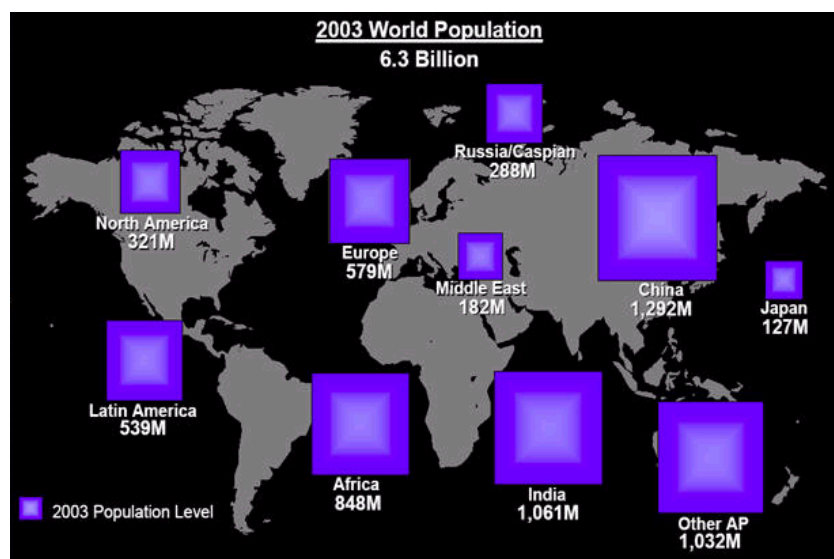 2003 World Population
6.3 Billion
Russia/Caspian
288M
North America
321M
Europe
579M
Middle East
182M
China
1,292M
Japan
127M
Latin America
539M
Africa
848M
India
1,061M
Other AP
1,032M
2003 Population Level